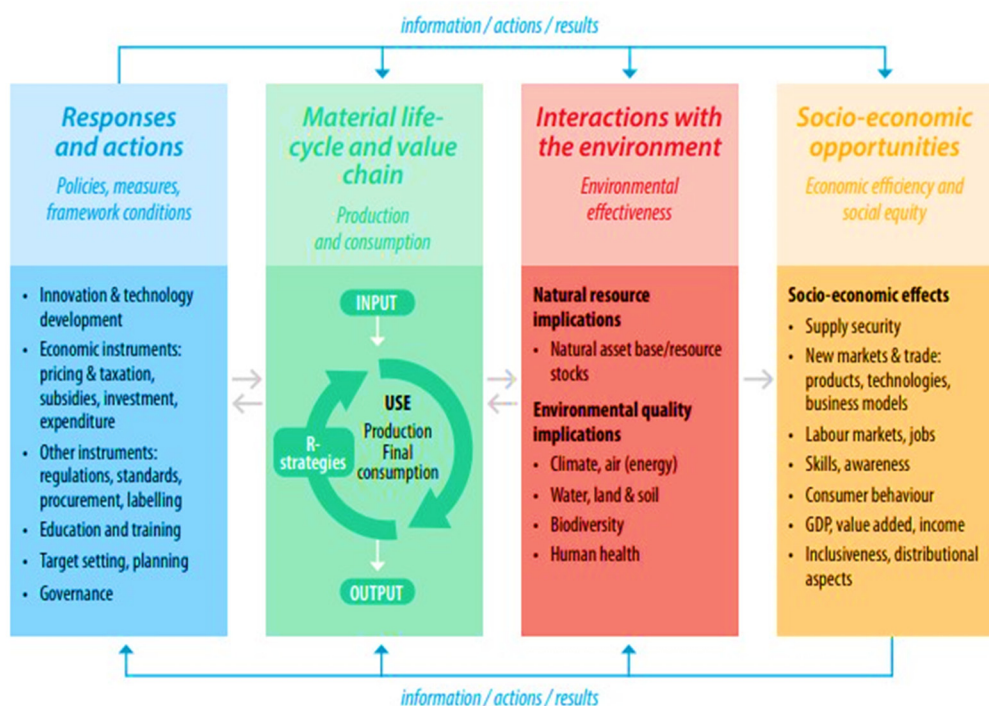 information / actions / results
Responses
and actions
Policies, measures,
framework conditions
• Innovation & technology
development
• Economic instruments:
pricing & taxation,
subsidies, investment,
expenditure
• Other instruments:
regulations, standards,
procurement, labelling
• Education and training
• Target setting, planning
• Governance
Material life-
cycle and value
chain
Production
and consumption
INPUT
USE
Production
Final
consumption
R-
strategies
OUTPUT
Interactions with
the environment
Environmental
effectiveness
Natural resource
implications
• Natural asset base/resource
stocks
Environmental quality
implications
• Climate, air (energy)
• Water, land & soil
• Biodiversity
• Human health
Socio-economic
opportunities
Economic efficiency and
social equity
Socio-economic effects
• Supply security
• New markets & trade:
products, technologies,
business models
• Labour markets, jobs
• Skills, awareness
• Consumer behaviour
• GDP, value added, income
• Inclusiveness, distributional
aspects
information / actions / results